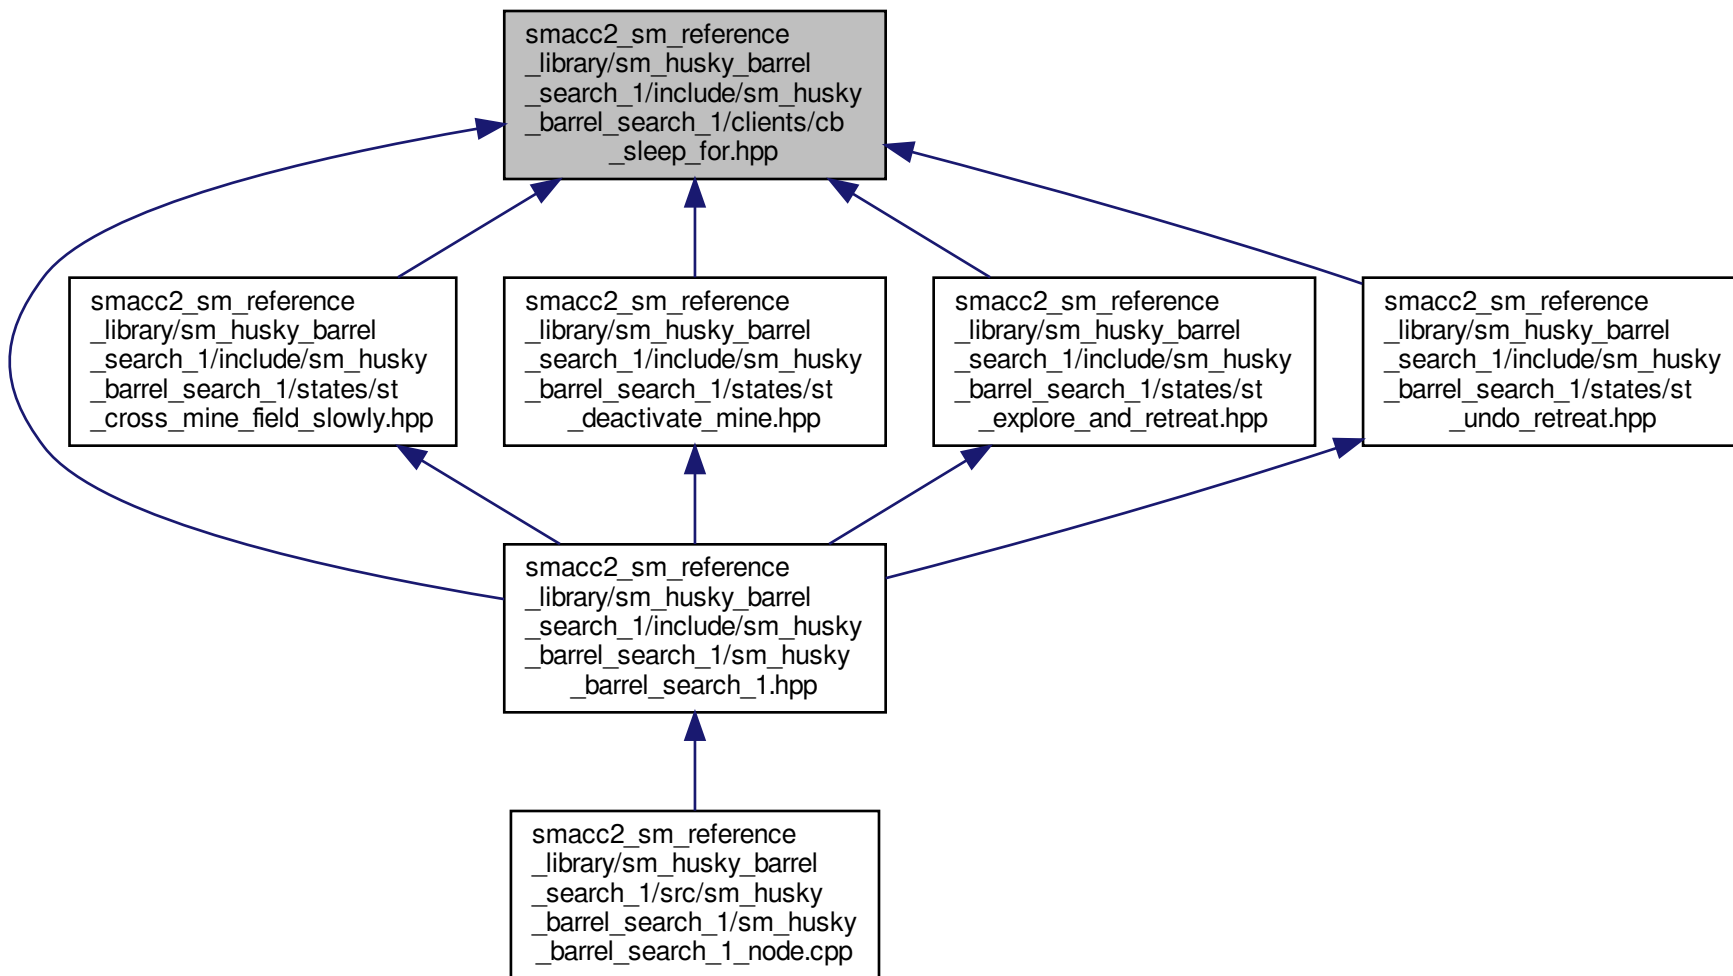 smacc2_sm_reference
_library/sm_husky_barrel
_search_1/include/sm_husky
_barrel_search_1/clients/cb
_sleep_for.hpp
smacc2_sm_reference
_library/sm_husky_barrel
_search_1/include/sm_husky
_barrel_search_1/states/st
_cross_mine_field_slowly.hpp
smacc2_sm_reference
_library/sm_husky_barrel
_search_1/include/sm_husky
_barrel_search_1/states/st
_deactivate_mine.hpp
smacc2_sm_reference
_library/sm_husky_barrel
_search_1/include/sm_husky
_barrel_search_1/states/st
_explore_and_retreat.hpp
smacc2_sm_reference
_library/sm_husky_barrel
_search_1/include/sm_husky
_barrel_search_1/states/st
_undo_retreat.hpp
smacc2_sm_reference
_library/sm_husky_barrel
_search_1/include/sm_husky
_barrel_search_1/sm_husky
_barrel_search_1.hpp
smacc2_sm_reference
_library/sm_husky_barrel
_search_1/src/sm_husky
_barrel_search_1/sm_husky
_barrel_search_1_node.cpp